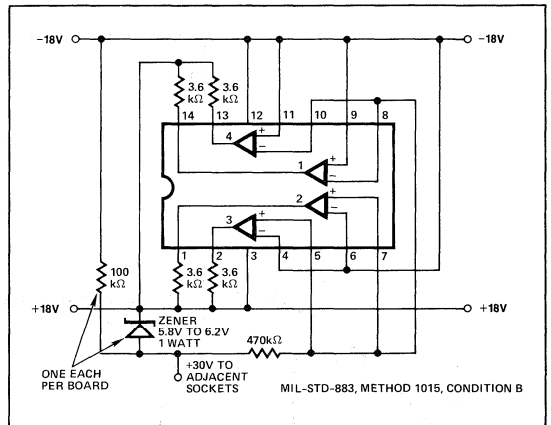 −18V −18V
3.6 kΩ 3.6 kΩ
14 13 12 11 10 9 8
4 + −
1 + −
2 + −
3 + −
1 2 3 4 5 6 7
100 kΩ
3.6 kΩ 3.6 kΩ
+18V +18V
ZENER
5.8V TO 6.2V
1 WATT
470kΩ
ONE EACH
PER BOARD
+30V TO
ADJACENT
SOCKETS
MIL-STD-883, METHOD 1015, CONDITION B